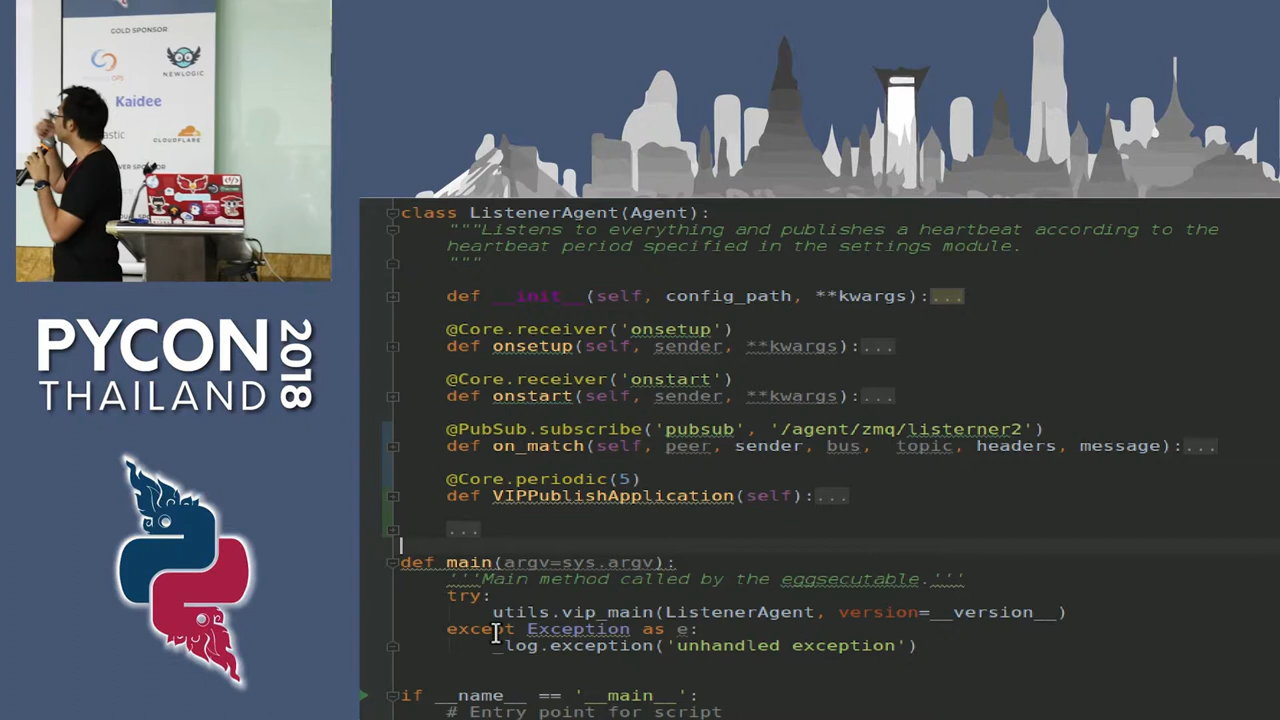 GOLD SPONSOR
NEWLOGIC
Kaidee
CLOUDFLARE
PYCON
THAILAND
2018
class ListenerAgent(Agent):
"""Listens to everything and publishes a heartbeat according to the
heartbeat period specified in the settings module.
"""
def __init__(self, config_path, **kwargs):...
@Core.receiver('onsetup')
def onsetup(self, sender, **kwargs):...
@Core.receiver('onstart')
def onstart(self, sender, **kwargs):...
@PubSub.subscribe('pubsub', '/agent/zmq/listerner2')
def on_match(self, peer, sender, bus, topic, headers, message):...
@Core.periodic(5)
def VIPPublishApplication(self):...
...
def main(argv=sys.argv):
'''Main method called by the eggsecutable.'''
try:
utils.vip_main(ListenerAgent, version=__version__)
except Exception as e:
_log.exception('unhandled exception')
if __name__ == '__main__':
# Entry point for script